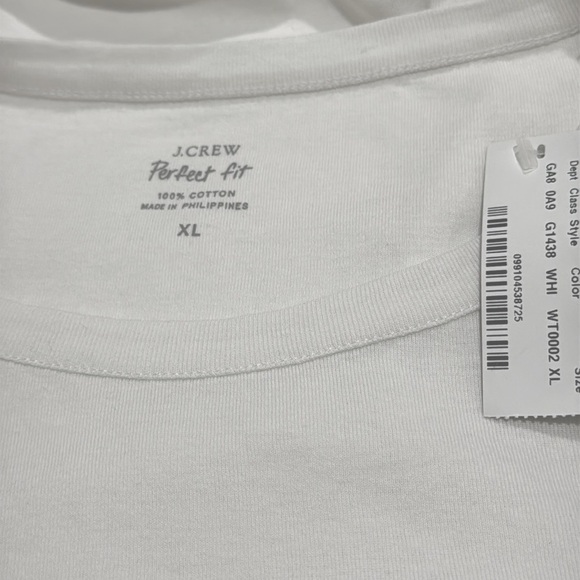 J.CREW
Perfect fit
100% COTTON
MADE IN PHILIPPINES
XL
Dept Class Style Color Size
GA8 0A9 G1438 WHI WT0002 XL
099104538725